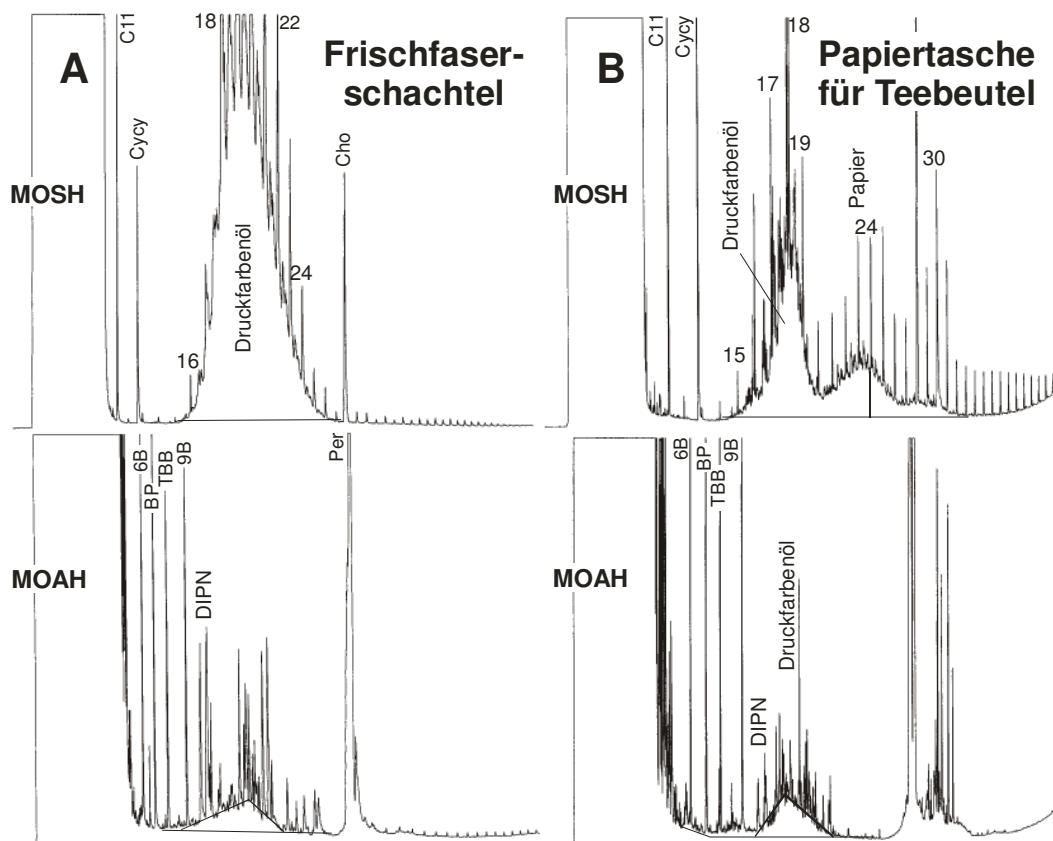 A
Frischfaser-
schachtel
C11
Cycy
18
22
16
24
Cho
Druckfarbenöl
MOSH
MOAH
6B
BP
TBB
9B
DIPN
Per
B
Papiertasche
für Teebeutel
C11
Cycy
18
17
19
15
Druckfarbenöl
Papier
24
30
MOSH
MOAH
6B
BP
TBB
9B
DIPN
Druckfarbenöl